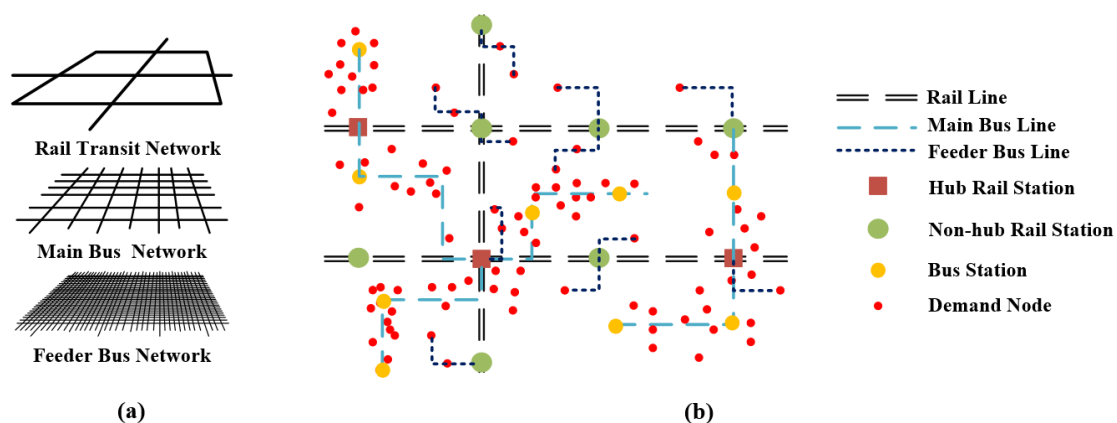 Rail Transit Network
Main Bus Network
Feeder Bus Network
(a)
Rail Line
Main Bus Line
Feeder Bus Line
Hub Rail Station
Non-hub Rail Station
Bus Station
Demand Node
(b)